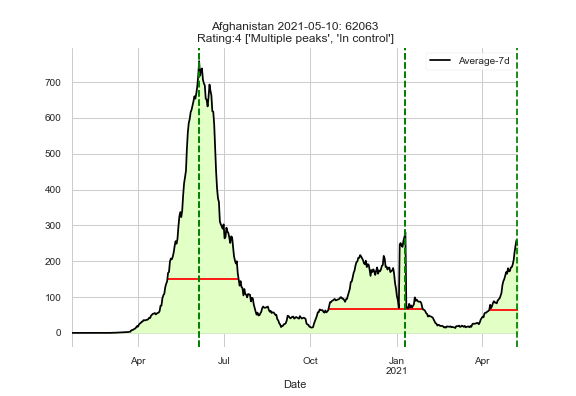 Afghanistan 2021-05-10: 62063
Rating:4 ['Multiple peaks', 'In control']
Average-7d
700
600
500
400
300
200
100
0
Apr
Jul
Oct
Jan
2021
Apr
Date